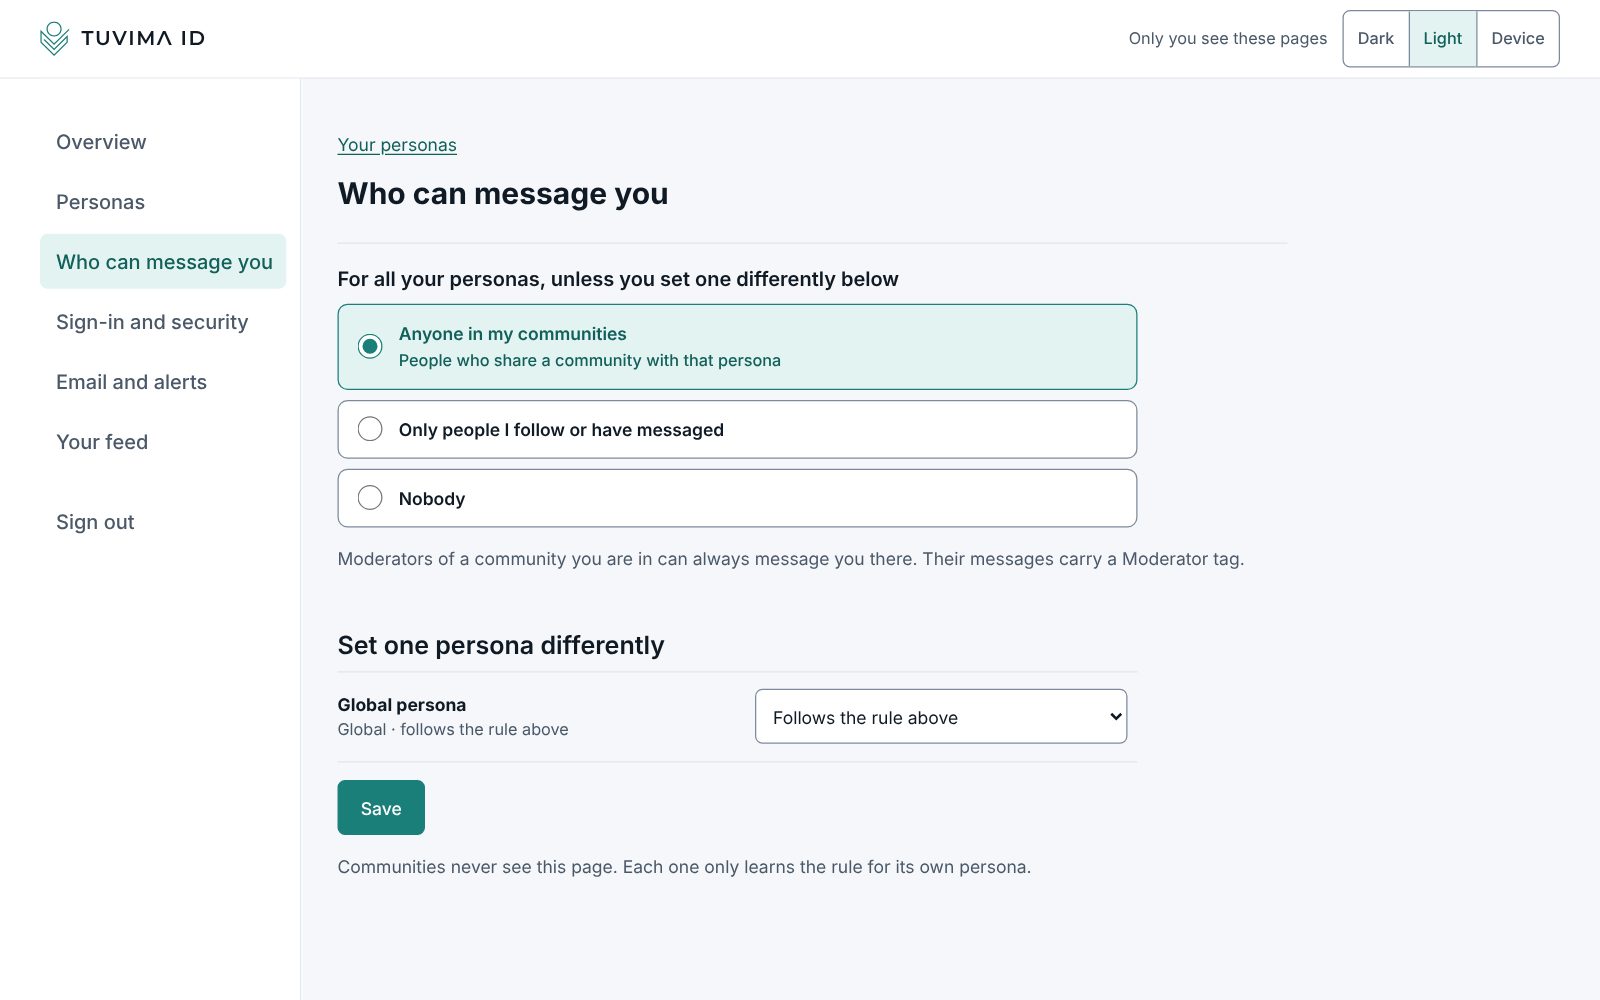 TUVIMA ID
Only you see these pages
Dark
Light
Device
Overview
Personas
Who can message you
Sign-in and security
Email and alerts
Your feed
Sign out
Your personas
Who can message you
For all your personas, unless you set one differently below
Anyone in my communities
People who share a community with that persona
Only people I follow or have messaged
Nobody
Moderators of a community you are in can always message you there. Their messages carry a Moderator tag.
Set one persona differently
Global persona
Global · follows the rule above
Follows the rule above
Save
Communities never see this page. Each one only learns the rule for its own persona.